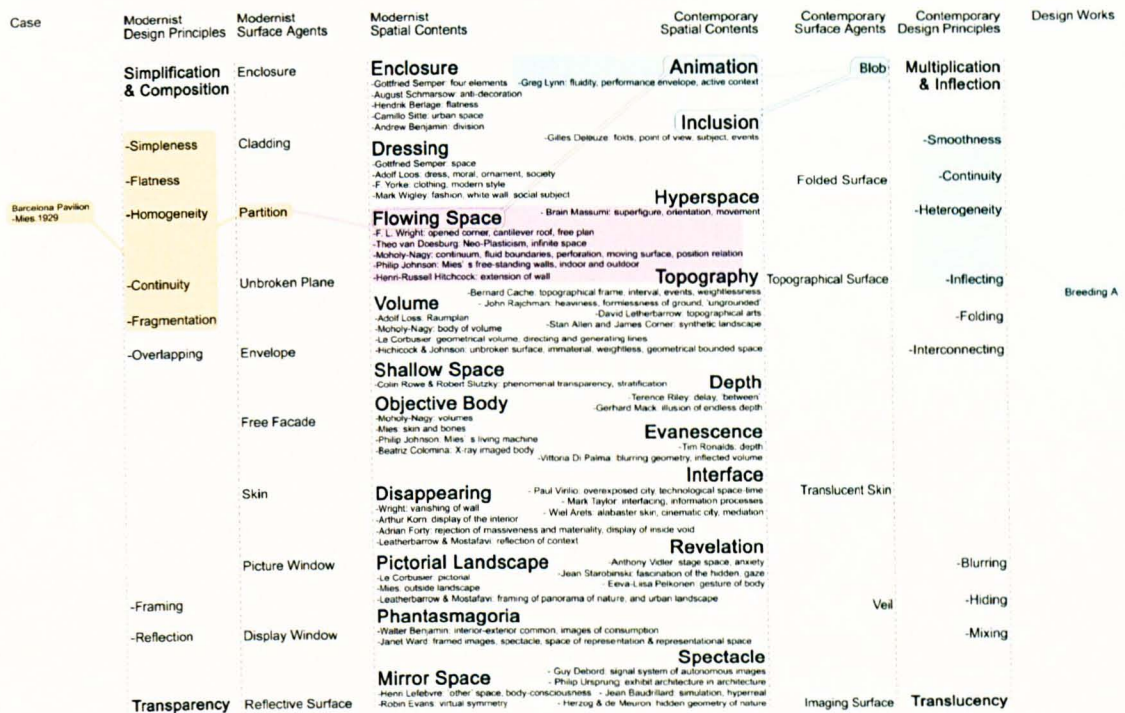 Case
Modernist
Design Principles
Modernist
Surface Agents
Modernist
Spatial Contents
Contemporary
Spatial Contents
Contemporary
Surface Agents
Contemporary
Design Principles
Design Works
Simplification
& Composition
-Simpleness
-Flatness
Barcelona Pavilion
-Mies 1929
-Homogeneity
-Continuity
-Fragmentation
-Overlapping
-Framing
-Reflection
Transparency
Enclosure
Cladding
Partition
Unbroken Plane
Envelope
Free Facade
Skin
Picture Window
Display Window
Reflective Surface
Enclosure
-Gottfried Semper: four elements
-August Schmarsow: anti-decoration
-Hendrik Berlage: flatness
-Camillo Sitte: urban space
-Andrew Benjamin: division
Dressing
-Gottfried Semper: space
-Adolf Loos: dress, moral, ornament, society
-F. Yorke: clothing, modern style
-Mark Wigley: fashion, white wall, social subject
Flowing Space
-F. L. Wright: opened corner, cantilever roof, free plan
-Theo van Doesburg: Neo-Plasticism, infinite space
-Moholy-Nagy: continuum, fluid boundaries, perforation, moving surface, position relation
-Philip Johnson: Mies' s free-standing walls, indoor and outdoor
-Henri-Russell Hitchcock: extension of wall
Volume
-Adolf Loss: Raumplan
-Moholy-Nagy: body of volume
-Le Corbusier: geometrical volume, directing and generating lines
-Hichicock & Johnson: unbroken surface, immaterial, weightless, geometrical bounded space
Shallow Space
-Colin Rowe & Robert Slutzky: phenomenal transparency, stratification
Objective Body
-Moholy-Nagy: volumes
-Mies: skin and bones
-Philip Johnson: Mies' s living machine
-Beatriz Colomina: X-ray imaged body
Disappearing
-Wright: vanishing of wall
-Arthur Korn: display of the interior
-Adrian Forty: rejection of massiveness and materiality, display of inside void
-Leatherbarrow & Mostafavi: reflection of context
Pictorial Landscape
-Le Corbusier: pictorial
-Mies: outside landscape
-Leatherbarrow & Mostafavi: framing of panorama of nature, and urban landscape
Phantasmagoria
-Walter Benjamin: interior-exterior common, images of consumption
-Janet Ward: framed images, spectacle, space of representation & representational space
Mirror Space
-Henri Lefebvre: 'other' space, body-consciousness
-Robin Evans: virtual symmetry
Animation
-Greg Lynn: fluidity, performance envelope, active context
Inclusion
-Gilles Deleuze: folds, point of view, subject, events
Hyperspace
- Brain Massumi: superfigure, orientation, movement
Topography
-Bernard Cache: topographical frame, interval, events, weightlessness
- John Rajchman: heaviness, formlessness of ground, 'ungrounded'
-David Letherbarrow: topographical arts
-Stan Allen and James Corner: synthetic landscape
Depth
-Terence Riley: delay, 'between'
-Gerhard Mack: illusion of endless depth
Evanescence
-Tim Ronalds: depth
-Vittoria Di Palma: blurring geometry, inflected volume
Interface
- Paul Virilio: overexposed city, technological space-time
- Mark Taylor: interfacing, information processes
- Wiel Arets: alabaster skin, cinematic city, mediation
Revelation
-Anthony Vidler: stage space, anxiety
-Jean Starobinski: fascination of the hidden, gaze
- Eeva-Liisa Pelkonen: gesture of body
Spectacle
- Guy Debord: signal system of autonomous images
- Philip Ursprung: exhibit architecture in architecture
- Jean Baudrillard: simulation, hyperreal
- Herzog & de Meuron: hidden geometry of nature
Blob
Folded Surface
Topographical Surface
Translucent Skin
Veil
Imaging Surface
Multiplication
& Inflection
-Smoothness
-Continuity
-Heterogeneity
-Inflecting
-Folding
-Interconnecting
-Blurring
-Hiding
-Mixing
Translucency
Breeding A